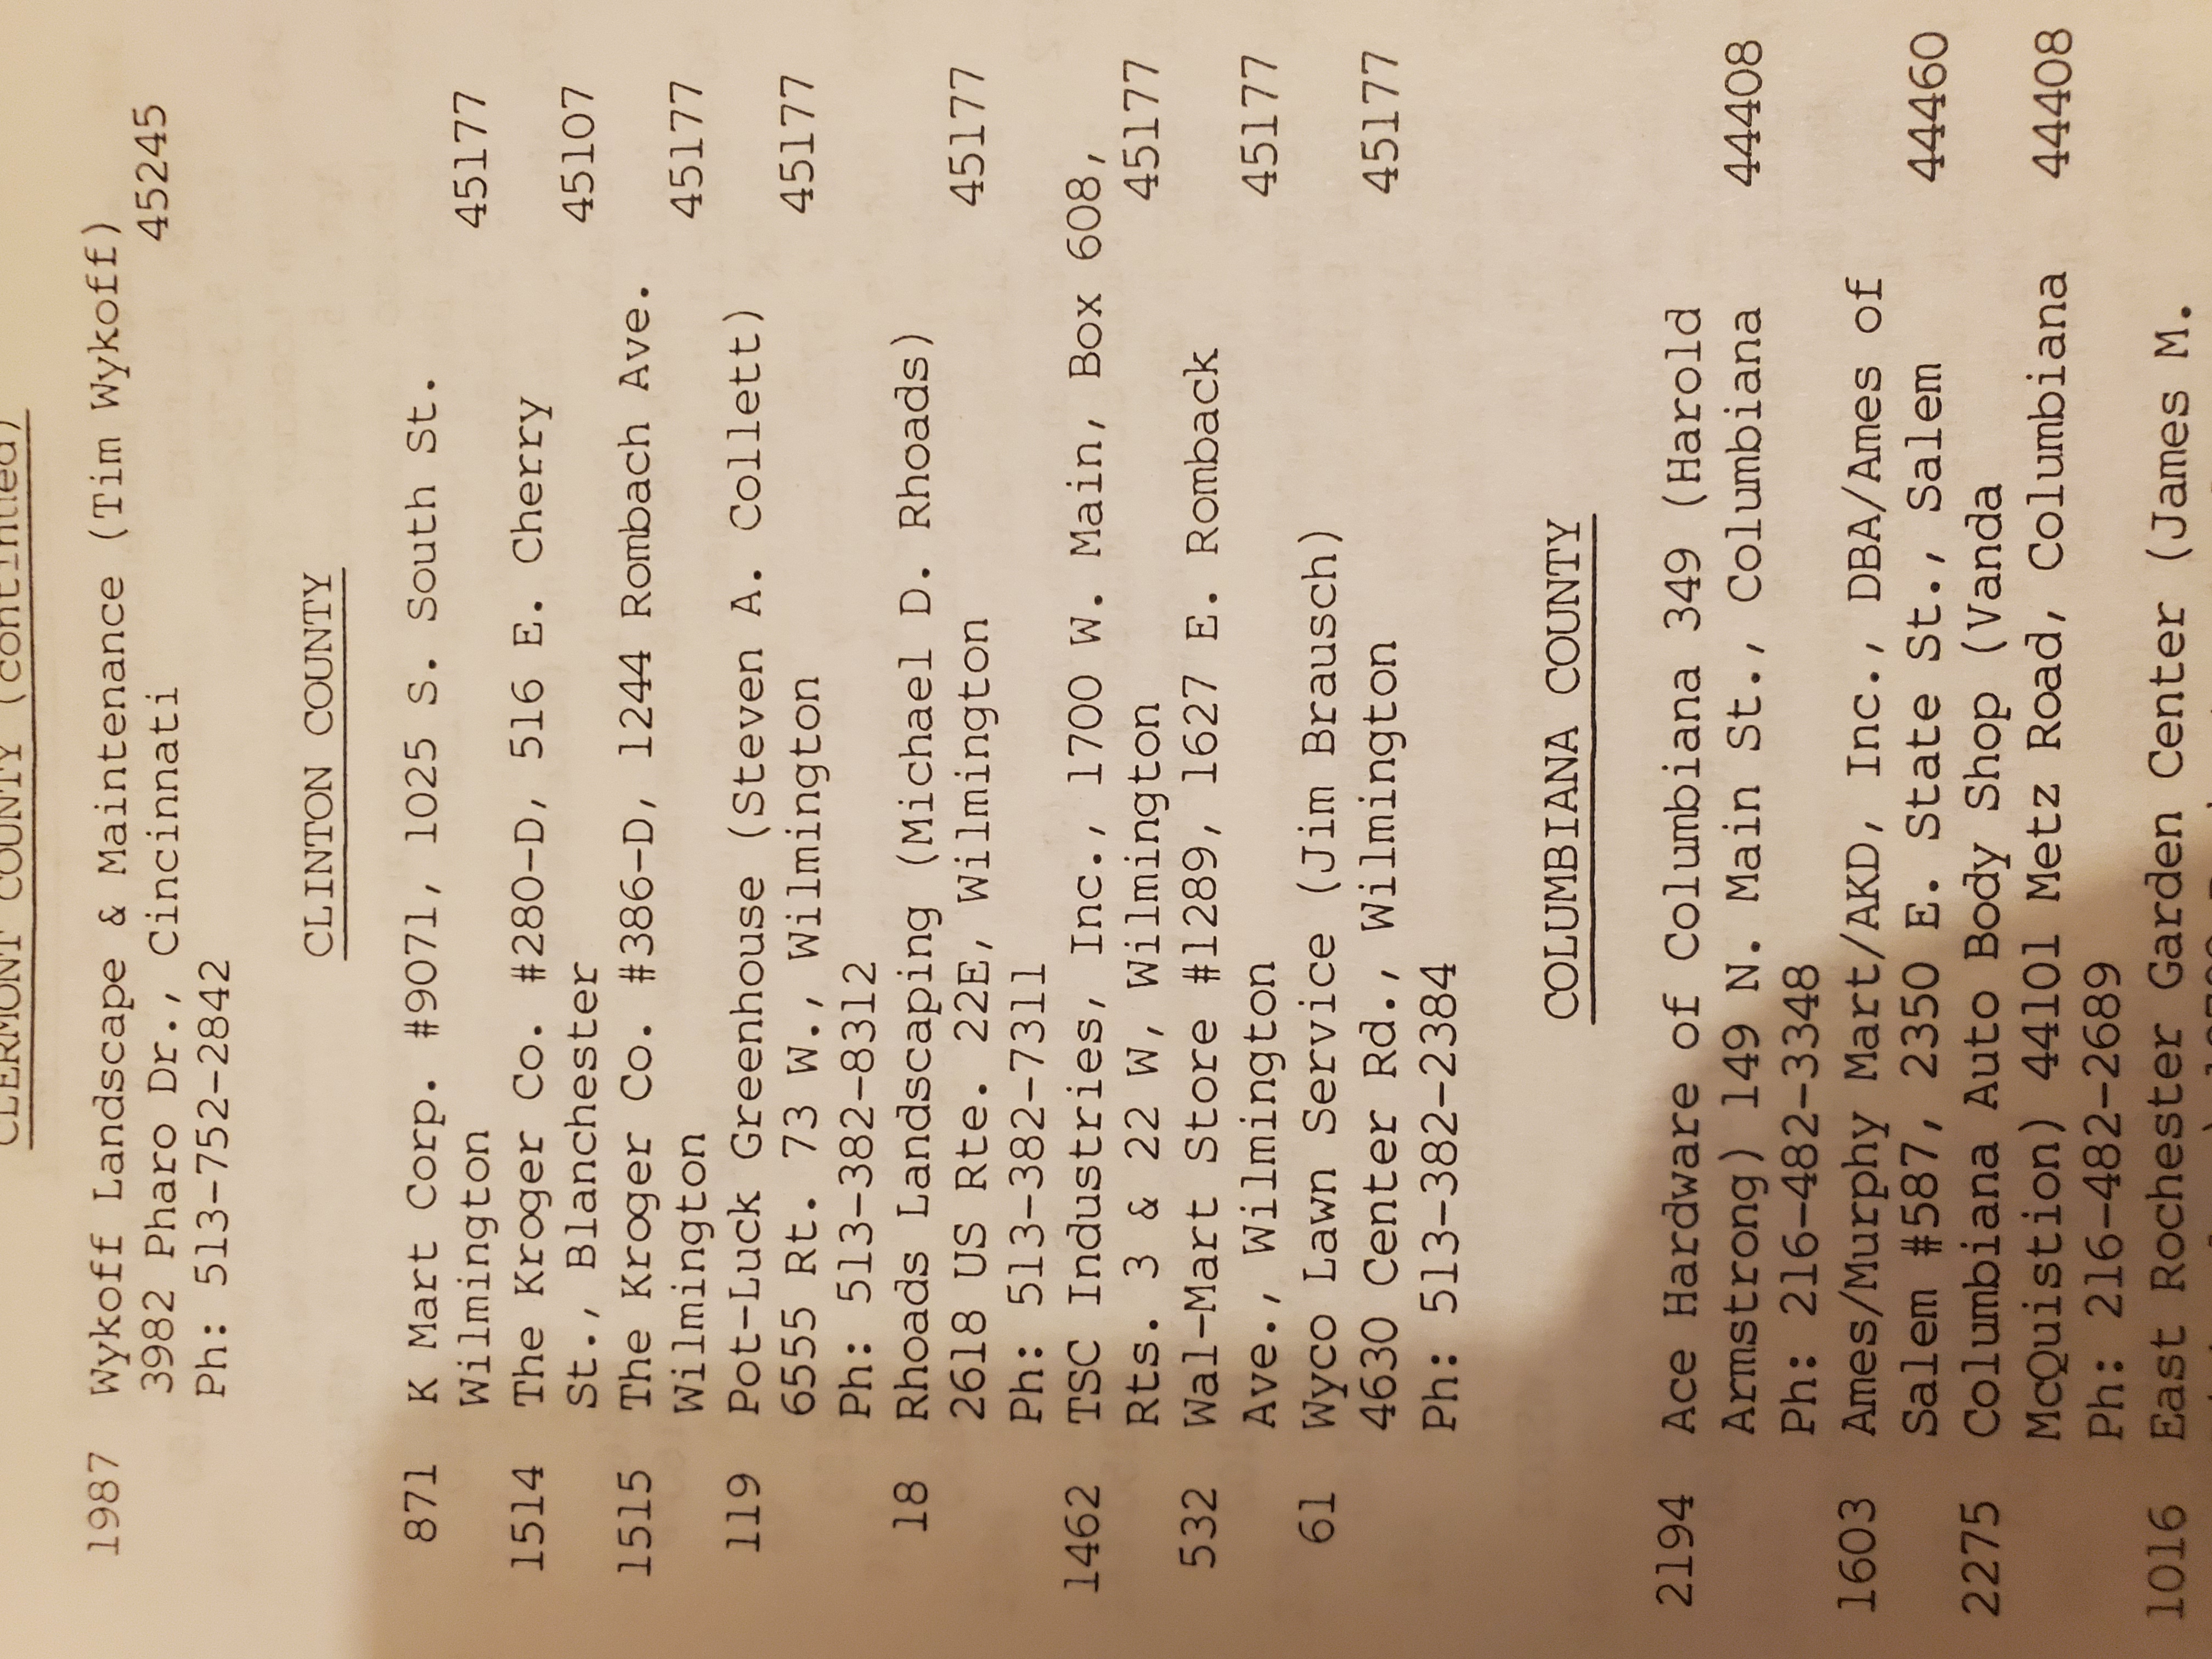 CLERMONT COUNTY (continued)
1987 Wykoff Landscape & Maintenance (Tim Wykoff)
3982 Pharo Dr., Cincinnati 45245
Ph: 513-752-2842
CLINTON COUNTY
871 K Mart Corp. #9071, 1025 S. South St.
Wilmington 45177
1514 The Kroger Co. #280-D, 516 E. Cherry
St., Blanchester 45107
1515 The Kroger Co. #386-D, 1244 Rombach Ave.
Wilmington 45177
119 Pot-Luck Greenhouse (Steven A. Collett)
6555 Rt. 73 W., Wilmington 45177
Ph: 513-382-8312
18 Rhoads Landscaping (Michael D. Rhoads)
2618 US Rte. 22E, Wilmington 45177
Ph: 513-382-7311
1462 TSC Industries, Inc., 1700 W. Main, Box 608,
Rts. 3 & 22 W, Wilmington 45177
532 Wal-Mart Store #1289, 1627 E. Romback
Ave., Wilmington 45177
61 Wyco Lawn Service (Jim Brausch)
4630 Center Rd., Wilmington 45177
Ph: 513-382-2384
COLUMBIANA COUNTY
2194 Ace Hardware of Columbiana 349 (Harold
Armstrong) 149 N. Main St., Columbiana 44408
Ph: 216-482-3348
1603 Ames/Murphy Mart/AKD, Inc., DBA/Ames of
Salem #587, 2350 E. State St., Salem 44460
2275 Columbiana Auto Body Shop (Vanda
McQuistion) 44101 Metz Road, Columbiana 44408
Ph: 216-482-2689
1016 East Rochester Garden Center (James M.